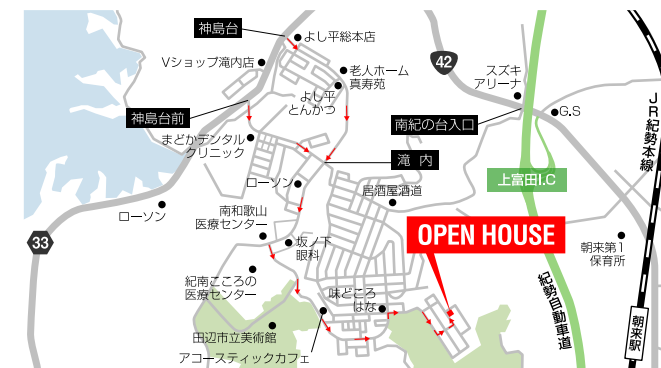 神島台
よし平総本店
Vショップ滝内店
老人ホーム
真寿苑
よし平
とんかつ
42
スズキ
アリーナ
G.S
JR紀勢本線
神島台前
南紀の台入口
まどかデンタル
クリニック
滝 内
上富田I.C
ローソン
居酒屋酒道
ローソン
南和歌山
医療センター
OPEN HOUSE
33
坂ノ下
眼科
朝来第1
保育所
紀南こころの
医療センター
味どころ
はな
紀勢自動車道
朝来駅
田辺市立美術館
アコースティックカフェ